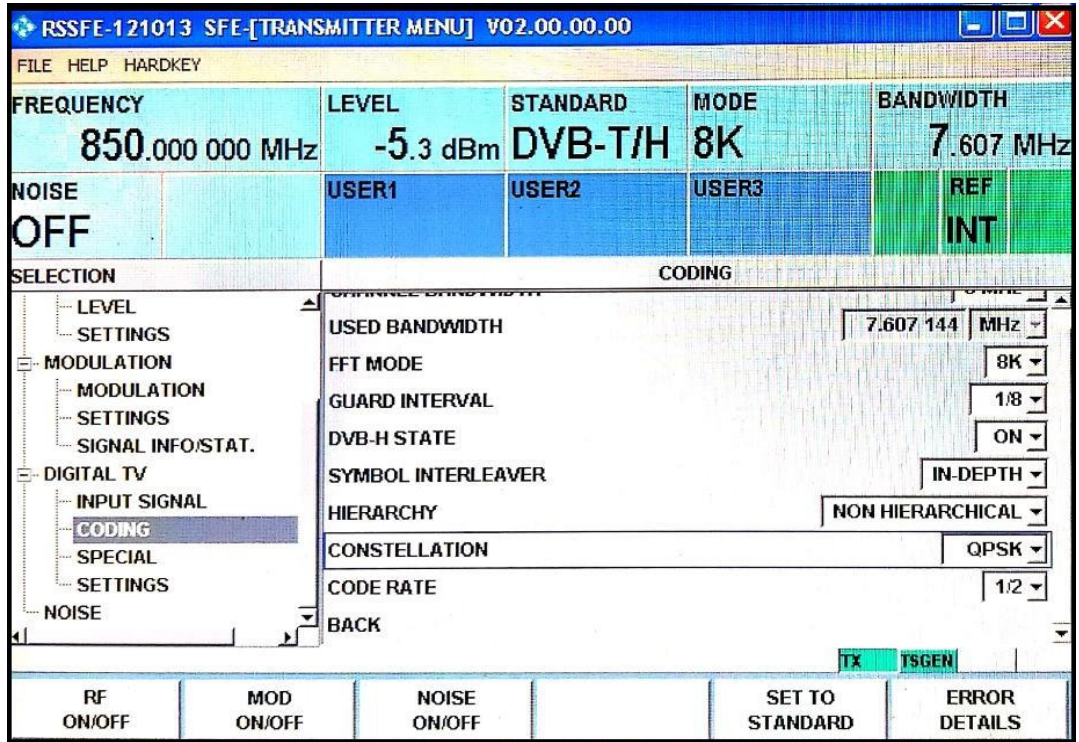 RSSFE-121013 SFE-[TRANSMITTER MENU] V02.00.00.00
FILE HELP HARDKEY
FREQUENCY LEVEL STANDARD MODE BANDWIDTH
850.000 000 MHz -5.3 dBm DVB-T/H 8K 7.607 MHz
NOISE USER1 USER2 USER3 REF
OFF INT
SELECTION CODING
LEVEL
SETTINGS
MODULATION
MODULATION
SETTINGS
SIGNAL INFO/STAT.
DIGITAL TV
INPUT SIGNAL
CODING
SPECIAL
SETTINGS
NOISE
USED BANDWIDTH 7.607 144 MHz
FFT MODE 8K
GUARD INTERVAL 1/8
DVB-H STATE ON
SYMBOL INTERLEAVER IN-DEPTH
HIERARCHY NON HIERARCHICAL
CONSTELLATION QPSK
CODE RATE 1/2
BACK
TX TSGEN
RF ON/OFF
MOD ON/OFF
NOISE ON/OFF
SET TO STANDARD
ERROR DETAILS